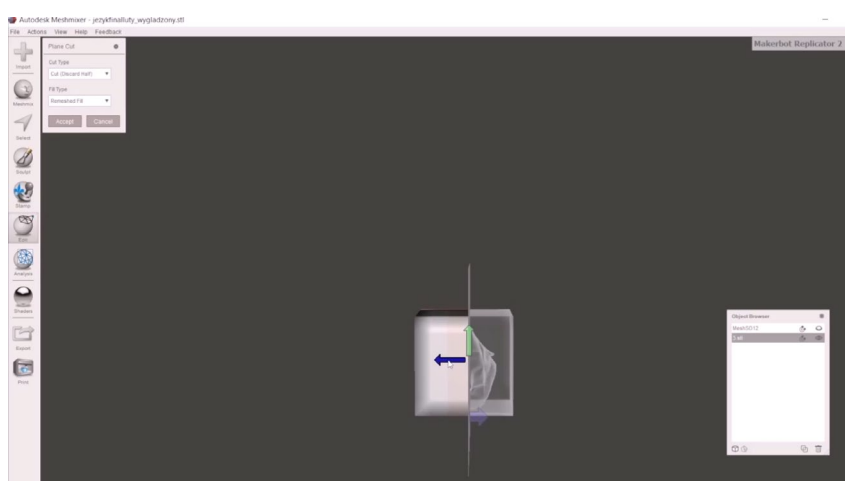 Autodesk Meshmixer - jezykfinalluty_wygladzony.stl
File Actions View Help Feedback
Makerbot Replicator 2
Plane Cut
Cut Type
Cut (Discard Half)
Fill Type
Remeshed Fill
Accept Cancel
Import
Meshmix
Select
Sculpt
Stamp
Edit
Analysis
Shaders
Export
Print
Object Browser